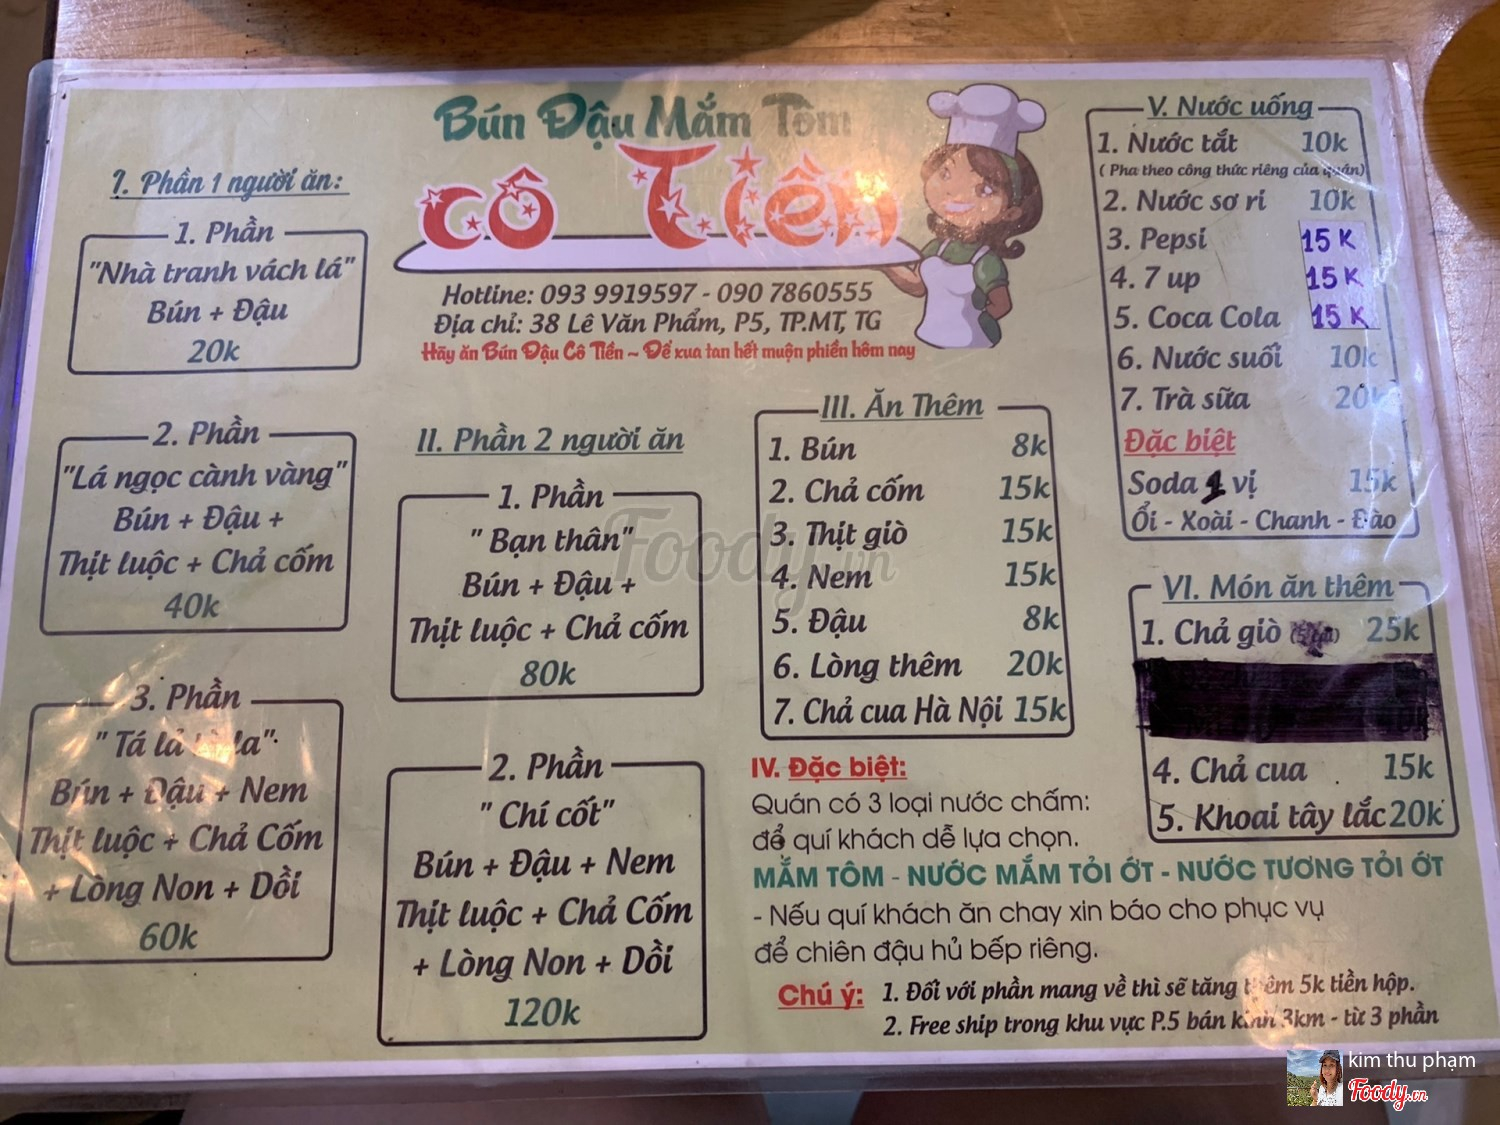 Bún Đậu Mắm Tôm
CÔ Tiên
Hotline: 093 9919597 - 090 7860555
Địa chỉ: 38 Lê Văn Phẩm, P5, TP.MT, TG
Hãy ăn Bún Đậu Cô Tiền ~ Để xua tan hết muộn phiền hôm nay
I. Phần 1 người ăn:
1. Phần
"Nhà tranh vách lá"
Bún + Đậu
20k
2. Phần
"Lá ngọc cành vàng"
Bún + Đậu +
Thịt luộc + Chả cốm
40k
3. Phần
" Tá lả la"
Bún + Đậu + Nem
Thịt luộc + Chả Cốm
+ Lòng Non + Dồi
60k
II. Phần 2 người ăn
1. Phần
" Bạn thân"
Bún + Đậu +
Thịt luộc + Chả cốm
80k
2. Phần
" Chí cốt"
Bún + Đậu + Nem
Thịt luộc + Chả Cốm
+ Lòng Non + Dồi
120k
III. Ăn Thêm
1. Bún 8k
2. Chả cốm 15k
3. Thịt giò 15k
4. Nem 15k
5. Đậu 8k
6. Lòng thêm 20k
7. Chả cua Hà Nội 15k
IV. Đặc biệt:
Quán có 3 loại nước chấm:
để quí khách dễ lựa chọn.
MẮM TÔM - NƯỚC MẮM TỎI ỚT - NƯỚC TƯƠNG TỎI ỚT
- Nếu quí khách ăn chay xin báo cho phục vụ
để chiên đậu hủ bếp riêng.
Chú ý: 1. Đối với phần mang về thì sẽ tăng thêm 5k tiền hộp.
2. Free ship trong khu vực P.5 bán kính 3km - từ 3 phần
V. Nước uống
1. Nước tắt 10k
( Pha theo công thức riêng của quán)
2. Nước sơ ri 10k
3. Pepsi 15K
4. 7 up 15K
5. Coca Cola 15K
6. Nước suối 10k
7. Trà sữa 20k
Đặc biệt
Soda 1 vị 15k
Ổi - Xoài - Chanh - Đào
VI. Món ăn thêm
1. Chả giò 25k
4. Chả cua 15k
5. Khoai tây lắc 20k
Foody.vn
kim thu phạm
Foody.vn